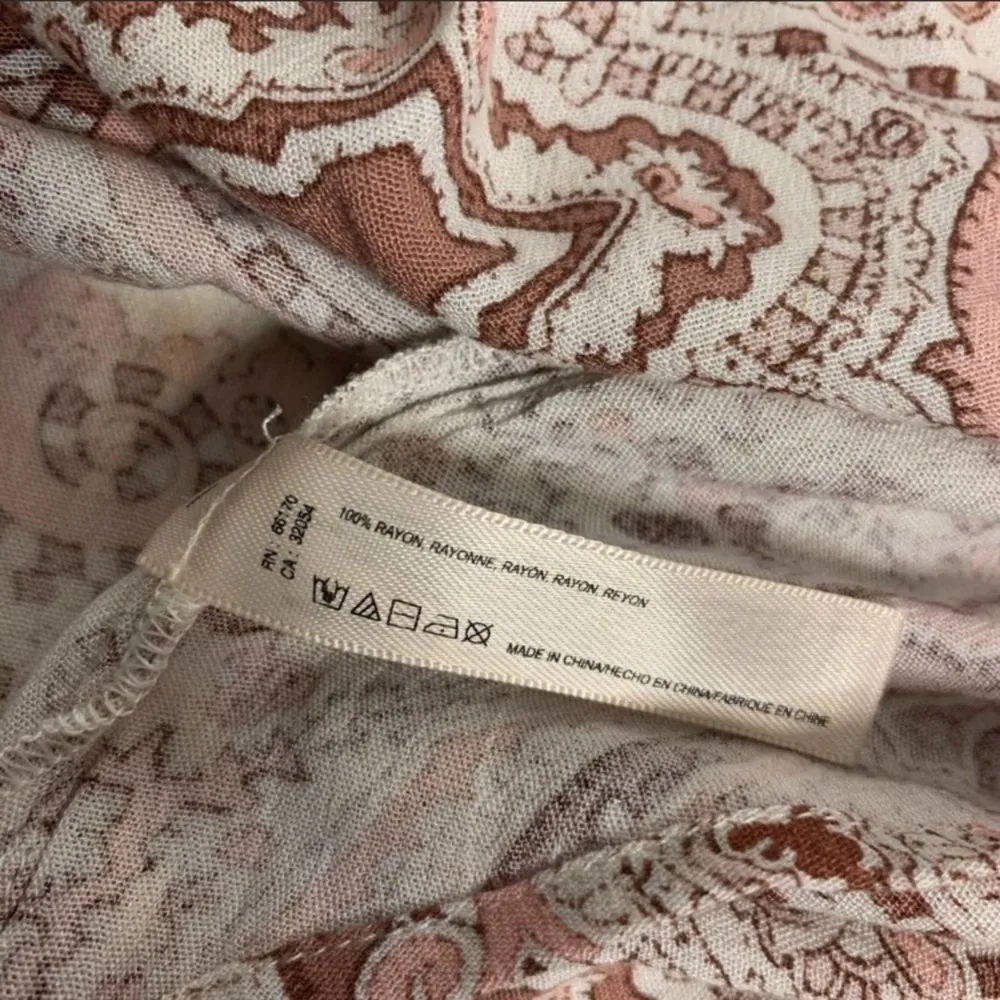 RN 66170
CA 32054
100% RAYON, RAYONNE, RAYÓN, RAYON, REYON
MADE IN CHINA/HECHO EN CHINA/FABRIQUÉ EN CHINE